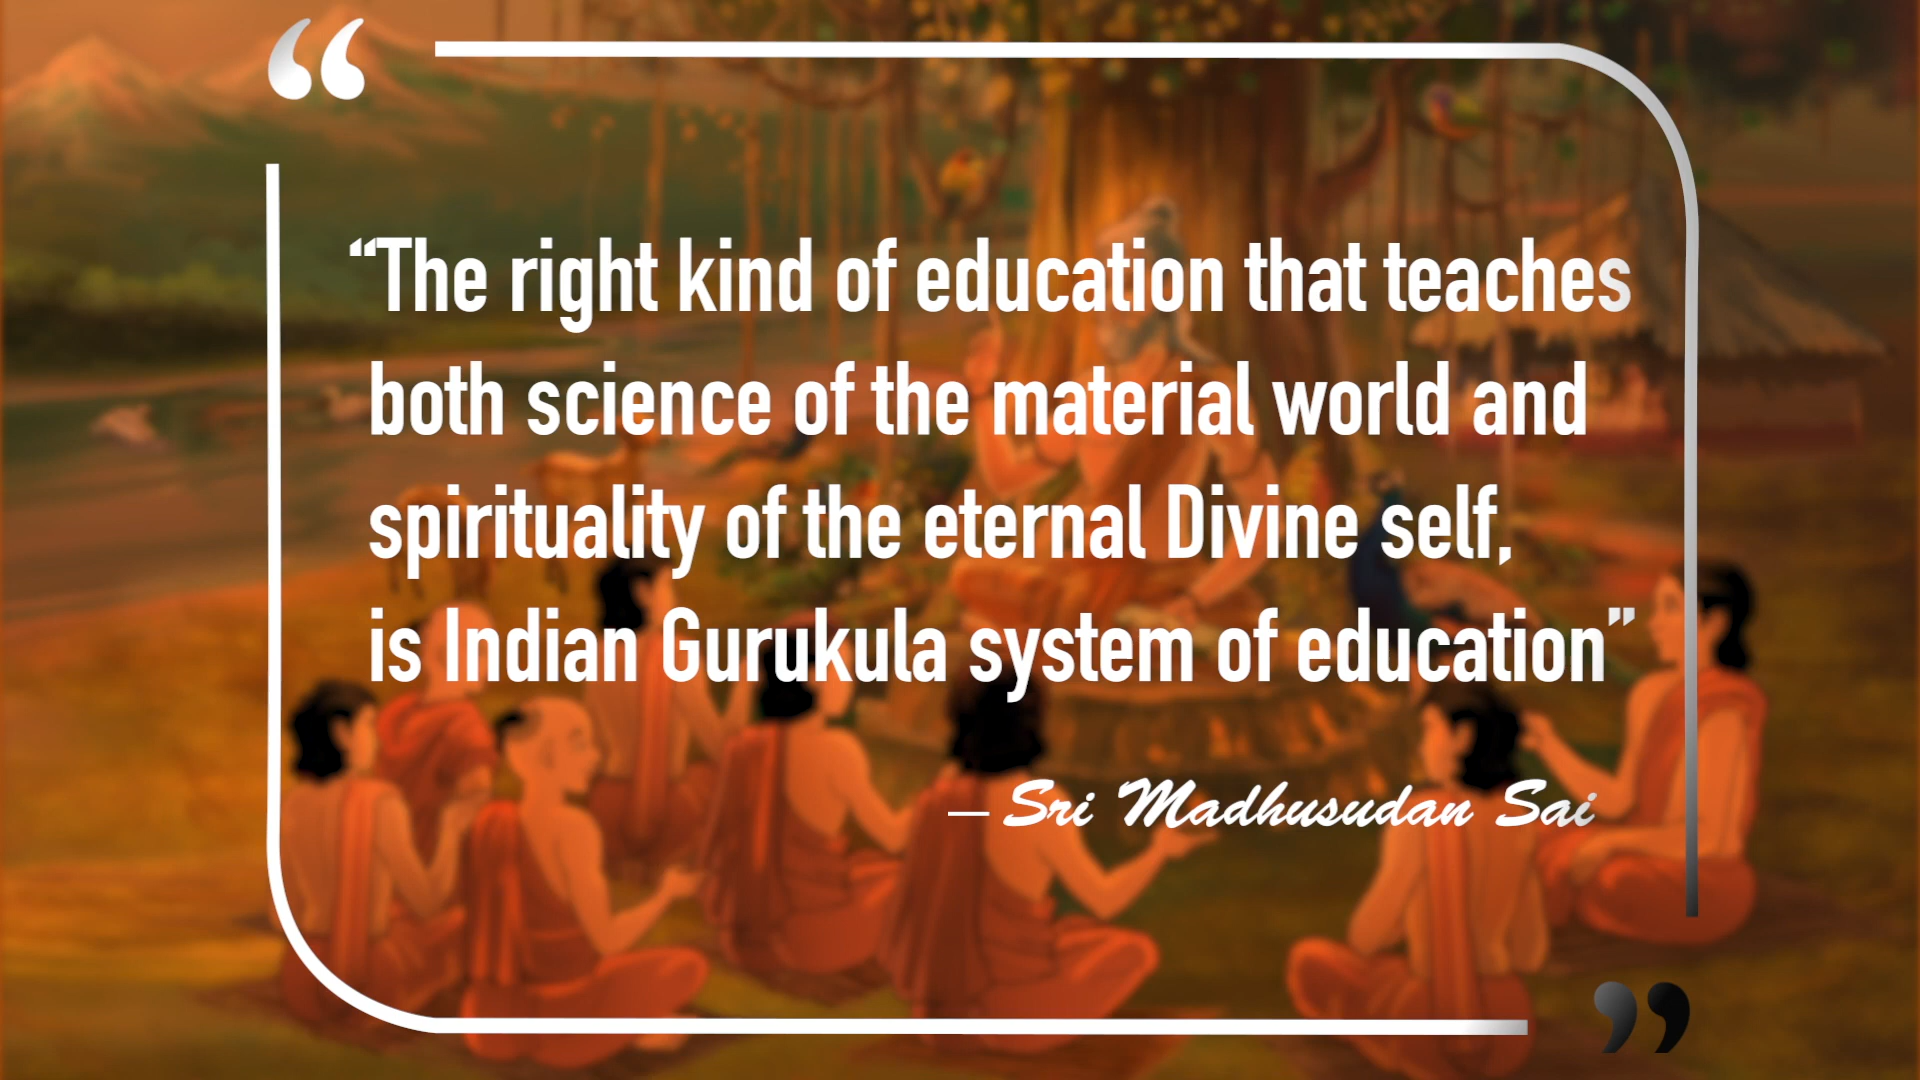 “The right kind of education that teaches
both science of the material world and
spirituality of the eternal Divine self,
is Indian Gurukula system of education”
— Sri Madhusudan Sai